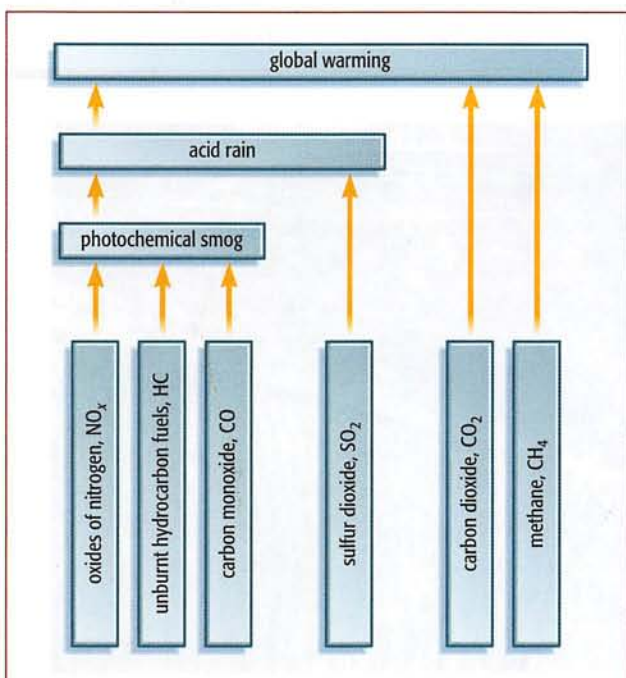 global warming
acid rain
photochemical smog
oxides of nitrogen, NOₓ
unburnt hydrocarbon fuels, HC
carbon monoxide, CO
sulfur dioxide, SO₂
carbon dioxide, CO₂
methane, CH₄